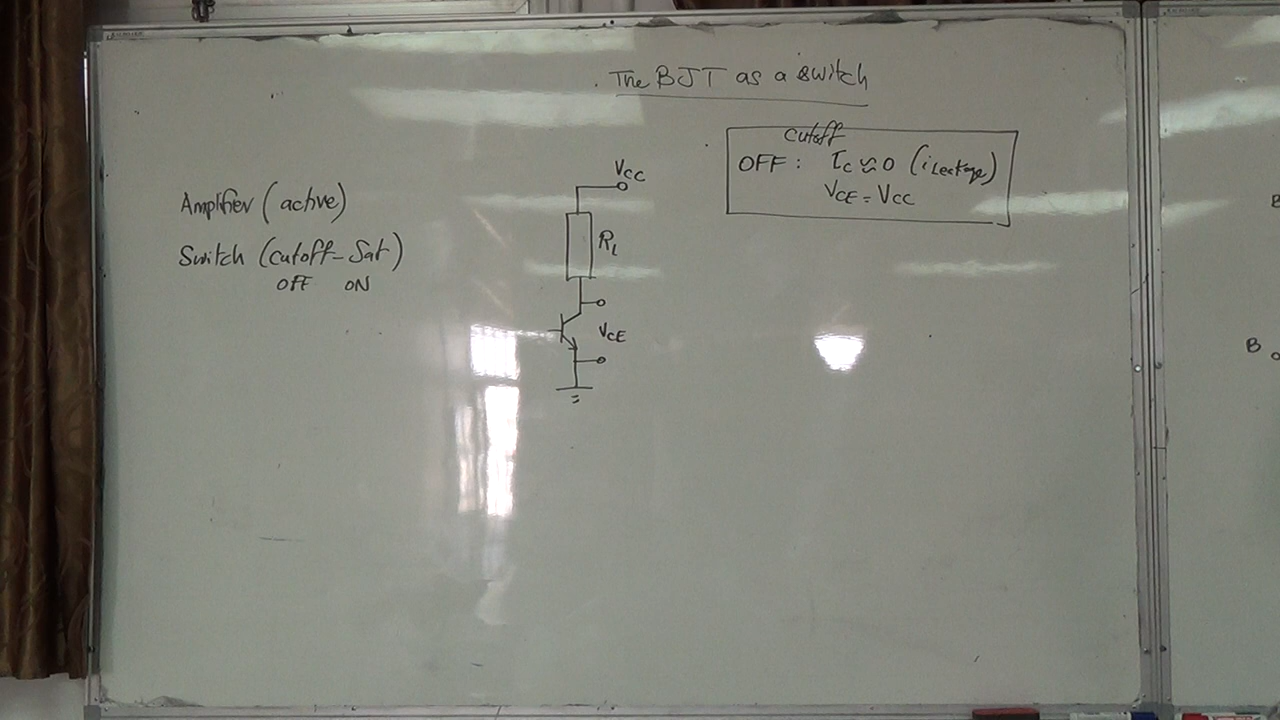 The BJT as a switch
cutoff
OFF : IC ≈ 0 (i Leakage)
VCE = VCC
Amplifier (active)
Switch (cutoff-Sat)
OFF ON
VCC
RL
VCE
B
B